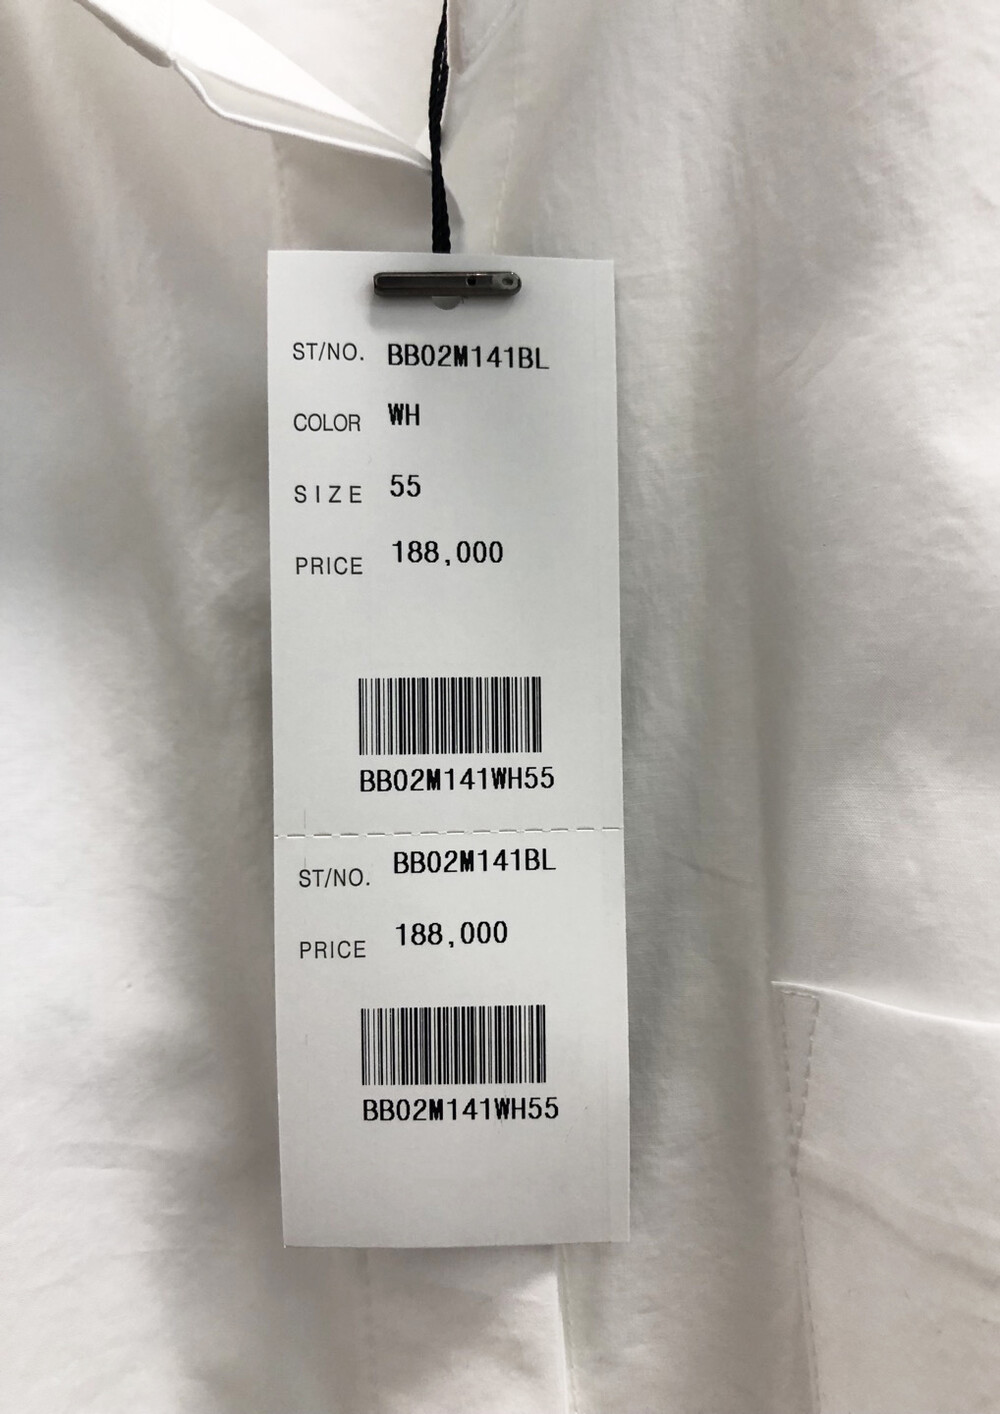 ST/NO. BB02M141BL
COLOR WH
SIZE 55
PRICE 188,000
BB02M141WH55
ST/NO. BB02M141BL
PRICE 188,000
BB02M141WH55